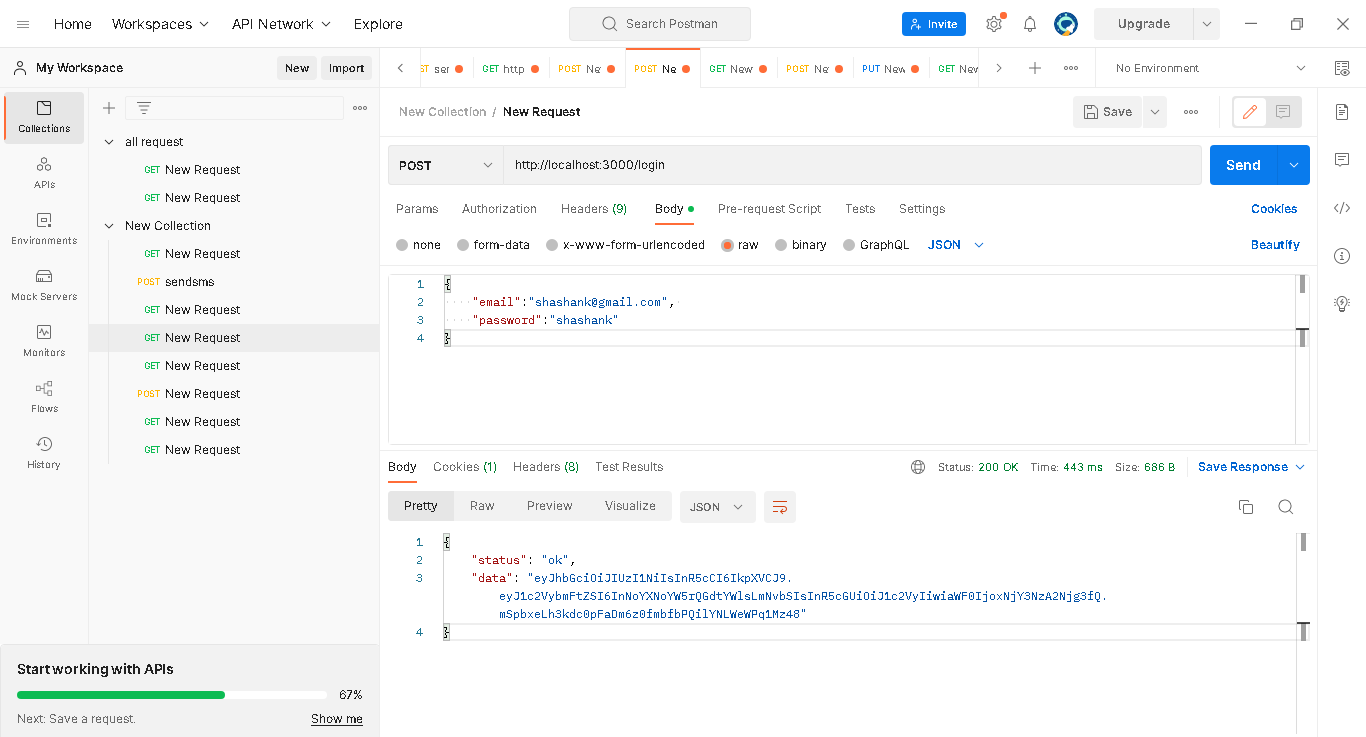 Home Workspaces API Network Explore Search Postman Invite Upgrade
My Workspace New Import
ser GET http POST Ne POST Ne GET New POST Ne PUT New GET New No Environment
Collections
APIs
Environments
Mock Servers
Monitors
Flows
History
all request
GET New Request
GET New Request
New Collection
GET New Request
POST sendsms
GET New Request
GET New Request
GET New Request
POST New Request
GET New Request
GET New Request
Start working with APIs
67%
Next: Save a request. Show me
New Collection / New Request Save
POST http://localhost:3000/login Send
Params Authorization Headers (9) Body Pre-request Script Tests Settings Cookies
none form-data x-www-form-urlencoded raw binary GraphQL JSON Beautify
1 {
2 "email":"shashank@gmail.com",
3 "password":"shashank"
4 }
Body Cookies (1) Headers (8) Test Results Status: 200 OK Time: 443 ms Size: 686 B Save Response
Pretty Raw Preview Visualize JSON
1 {
2 "status": "ok",
3 "data": "eyJhbGciOiJIUzI1NiIsInR5cCI6IkpXVCJ9.
eyJ1c2VybmFtZSI6InNoYXNoYW5rQGdtYWlsLmNvbSIsInR5cGUiOiJ1c2VyIiwiaWF0IjoxNjY3NzA2Njg3fQ.
mSpbxeLh3kdc0pFaDm6z0fmbfbPQilYNLWeWPq1Mz48"
4 }